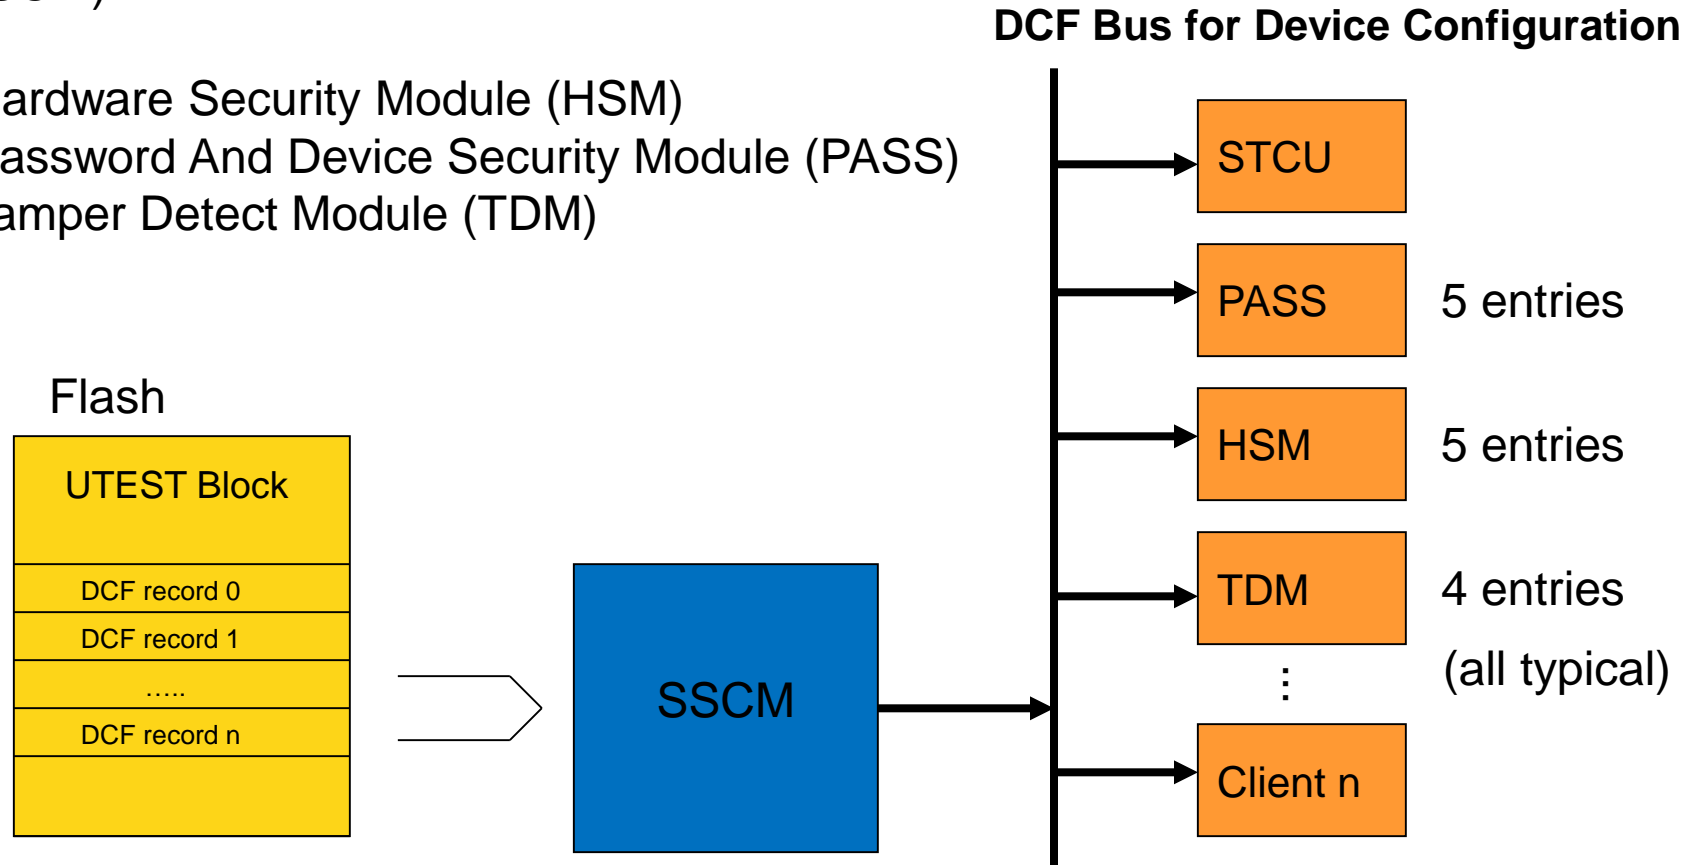 DCF Bus for Device Configuration
ardware Security Module (HSM)
assword And Device Security Module (PASS)
amper Detect Module (TDM)
STCU
PASS
5 entries
HSM
5 entries
TDM
4 entries
(all typical)
⋮
Client n
Flash
UTEST Block
DCF record 0
DCF record 1
…..
DCF record n
SSCM